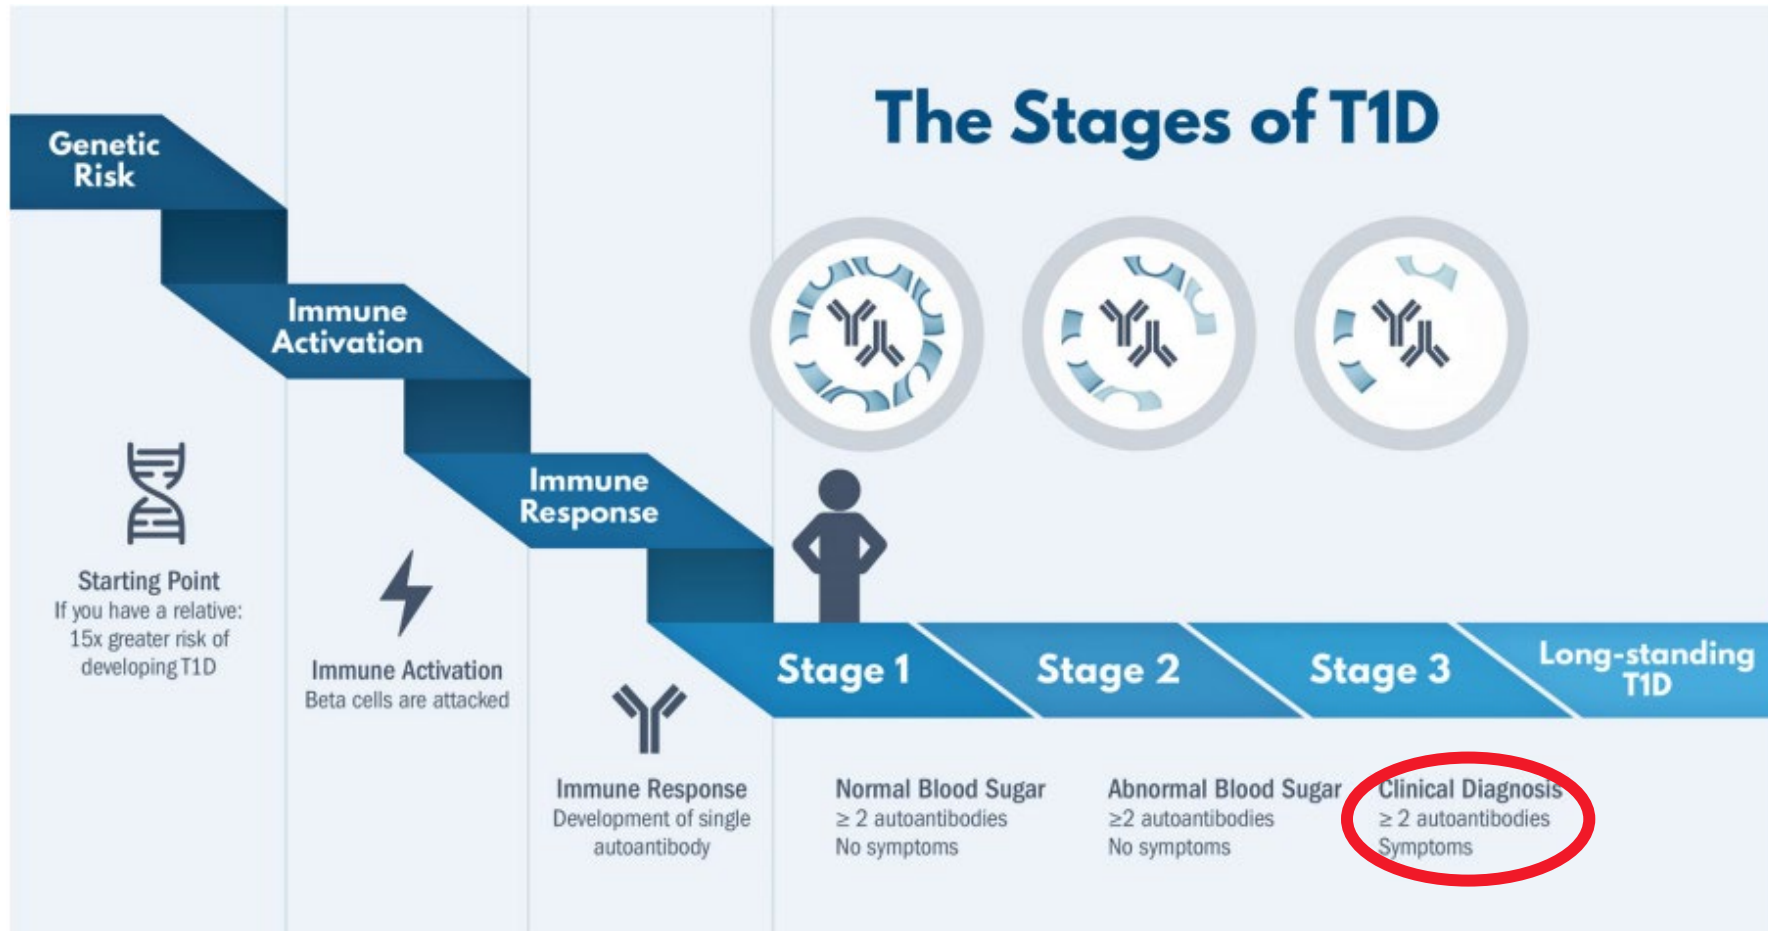 The Stages of T1D
Genetic
Risk
Immune
Activation
Immune
Response
Starting Point
If you have a relative:
15x greater risk of
developing T1D
Immune Activation
Beta cells are attacked
Immune Response
Development of single
autoantibody
Stage 1
Stage 2
Stage 3
Long-standing
T1D
Normal Blood Sugar
≥ 2 autoantibodies
No symptoms
Abnormal Blood Sugar
≥2 autoantibodies
No symptoms
Clinical Diagnosis
≥ 2 autoantibodies
Symptoms